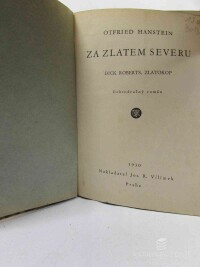 OTFRIED HANSTEIN
ZA ZLATEM SEVERU
DICK ROBERTS, ZLATOKOP
Dobrodružný román
1930
Nakladatel Jos. R. Vilímek
Praha